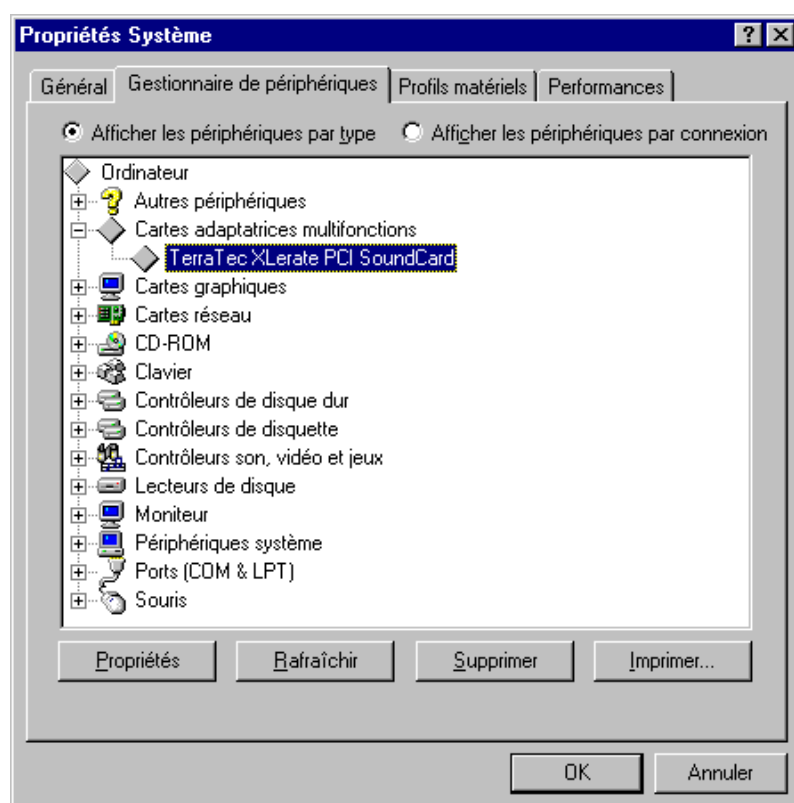 Propriétés Système
Général Gestionnaire de périphériques Profils matériels Performances
Afficher les périphériques par type Afficher les périphériques par connexion
Ordinateur
Autres périphériques
Cartes adaptatrices multifonctions
TerraTec XLerate PCI SoundCard
Cartes graphiques
Cartes réseau
CD-ROM
Clavier
Contrôleurs de disque dur
Contrôleurs de disquette
Contrôleurs son, vidéo et jeux
Lecteurs de disque
Moniteur
Périphériques système
Ports (COM & LPT)
Souris
Propriétés Rafraîchir Supprimer Imprimer...
OK Annuler